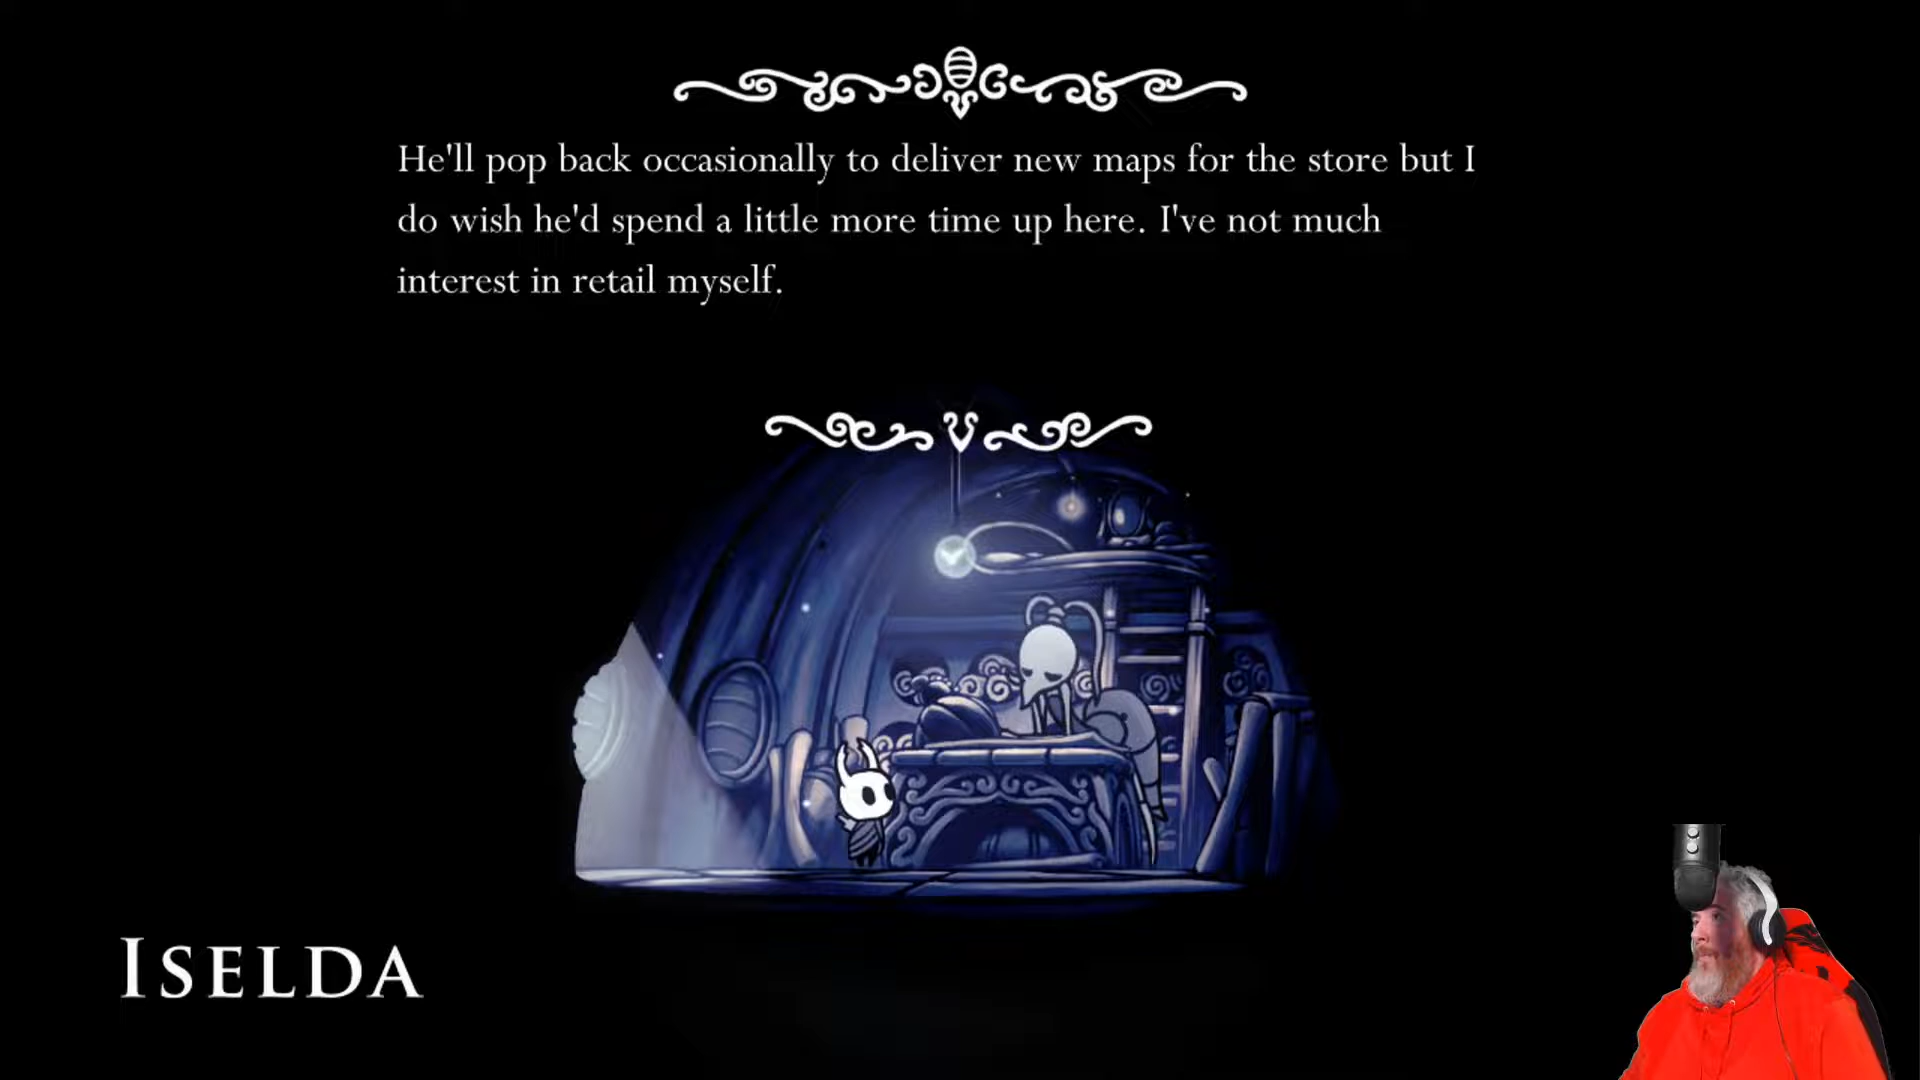 He'll pop back occasionally to deliver new maps for the store but I
do wish he'd spend a little more time up here. I've not much
interest in retail myself.
ISELDA